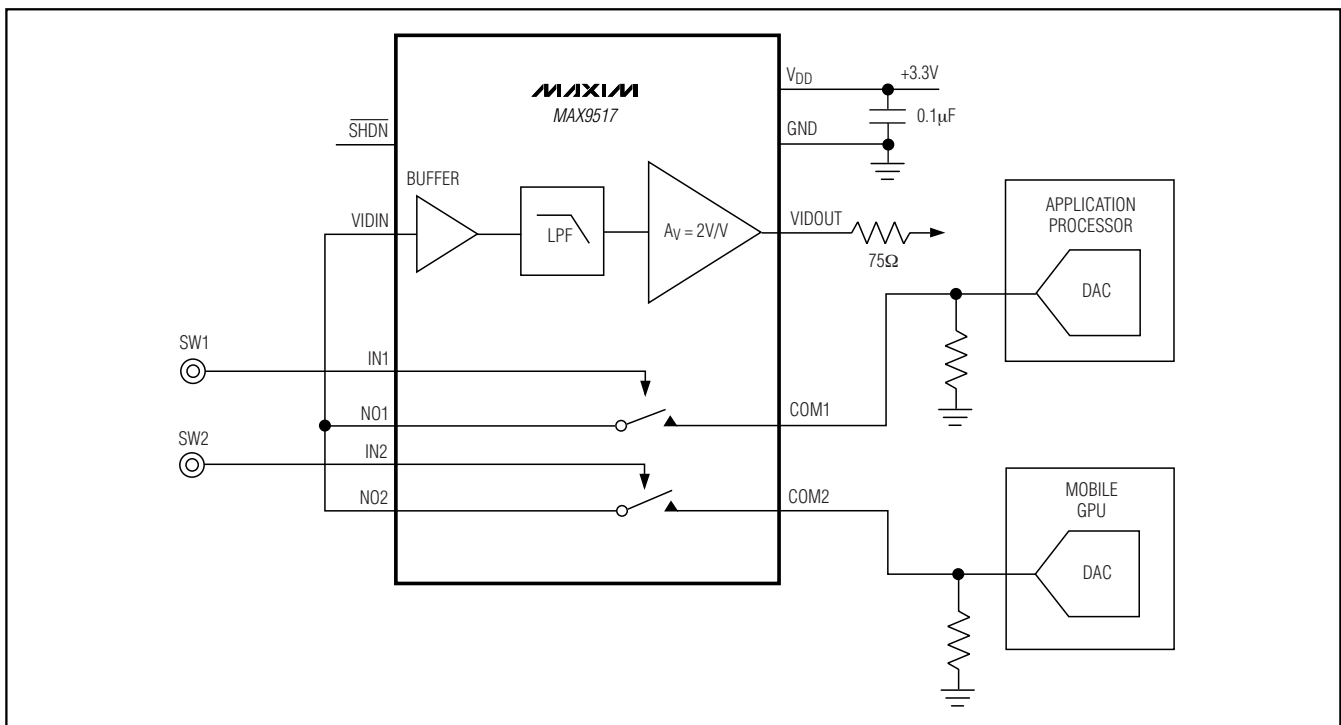 MAXIM
MAX9517
SHDN
BUFFER
VIDIN
LPF
AV = 2V/V
VDD
+3.3V
0.1µF
GND
VIDOUT
75Ω
APPLICATION
PROCESSOR
DAC
SW1
IN1
NO1
COM1
SW2
IN2
NO2
COM2
MOBILE
GPU
DAC